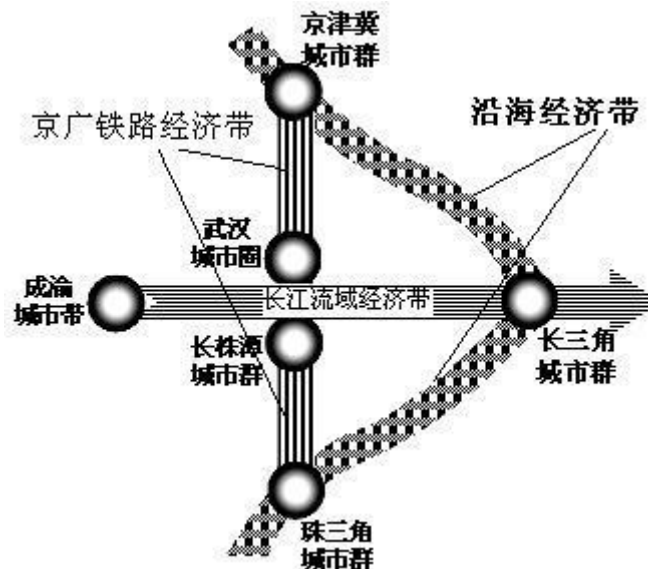 京津冀
城市群
京广铁路经济带
沿海经济带
武汉
城市圈
成渝
城市带
长江流域经济带
长株潭
城市群
长三角
城市群
珠三角
城市群